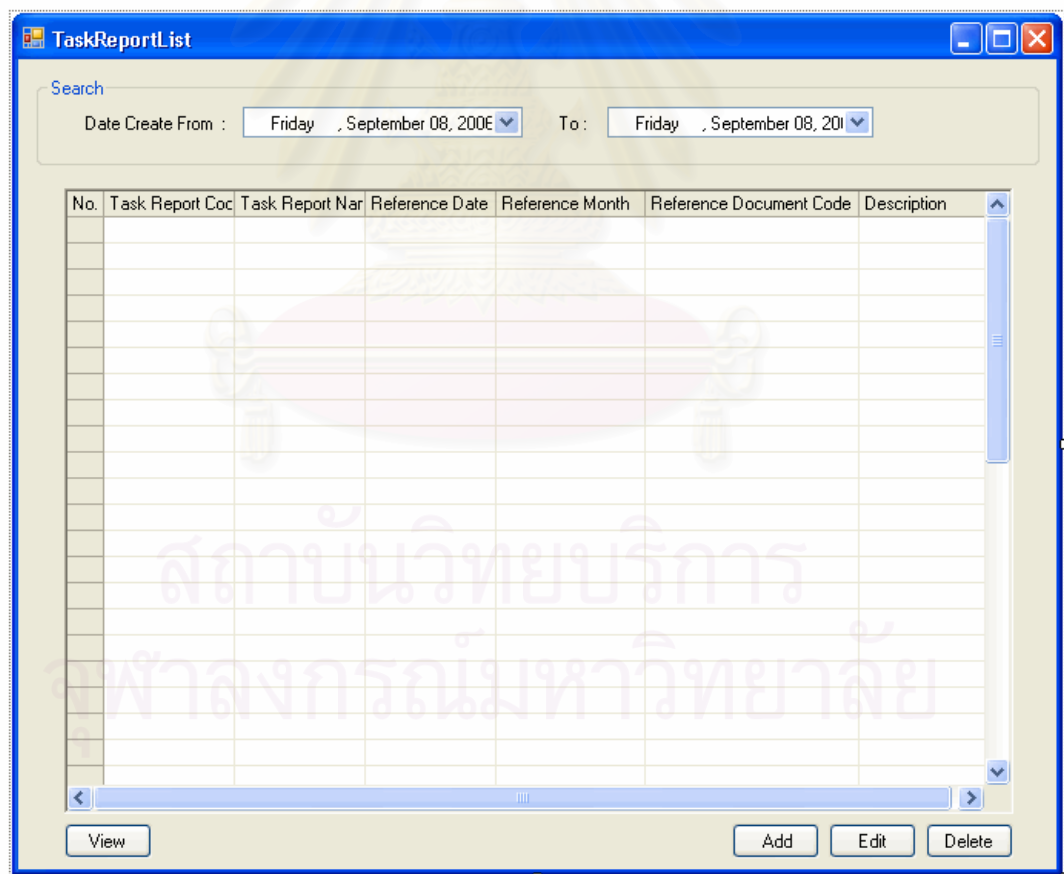 TaskReportList
Search
Date Create From : Friday , September 08, 2006 To : Friday , September 08, 20
No. Task Report Coc Task Report Nar Reference Date Reference Month Reference Document Code Description
สถาบันวิทยบริการ
จุฬาลงกรณ์มหาวิทยาลัย
View Add Edit Delete